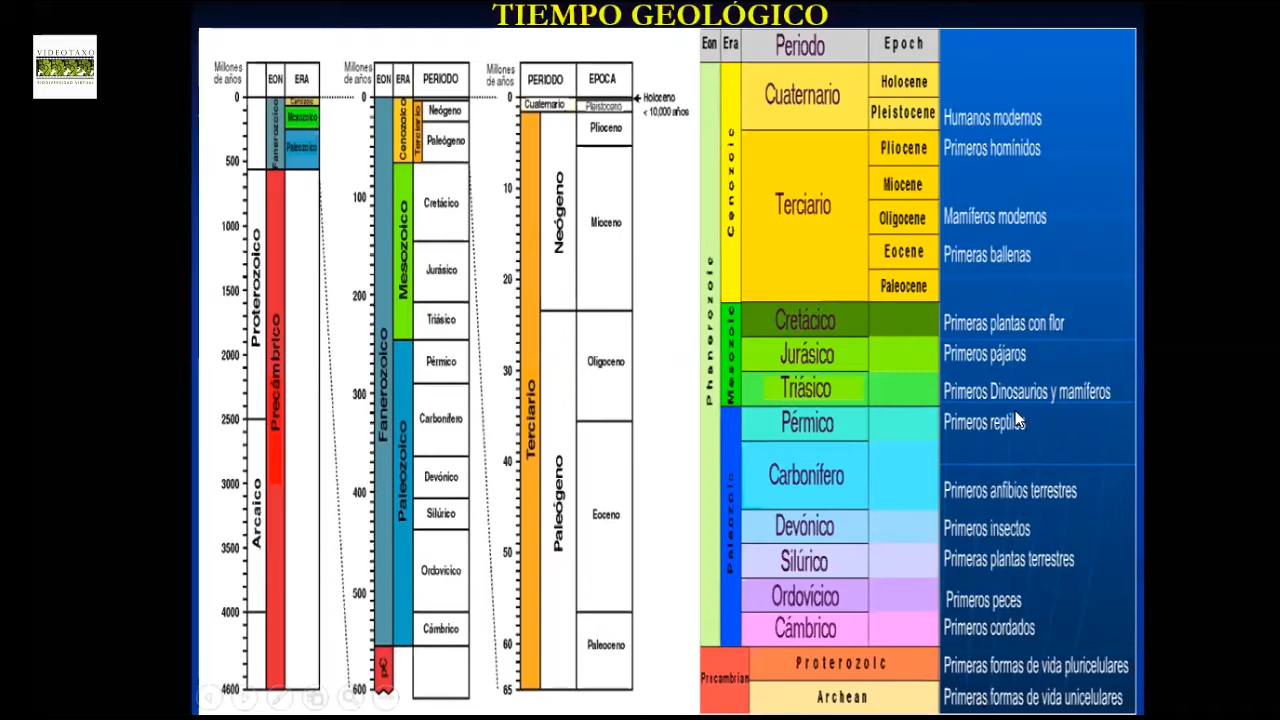 TIEMPO GEOLÓGICO
VIDEOTAXO
BIODIVERSIDAD VIRTUAL
Millones de años
EON
ERA
0
500
1000
1500
2000
2500
3000
3500
4000
4600
Fanerozoico
Cenozoi
Mesozoico
Paleozoico
Proterozoico
Precámbrico
Arcaico
Millones de años
EON
ERA
PERIODO
0
100
200
300
400
500
600
Fanerozoico
pC
Cenozoico
Terciario
Mesozoico
Paleozoico
Neógeno
Paleógeno
Cretácico
Jurásico
Triásico
Pérmico
Carbonífero
Devónico
Silúrico
Ordovícico
Cámbrico
Millones de años
PERIODO
EPOCA
0
10
20
30
40
50
60
65
Cuaternario
Pleistoceno
Holoceno
< 10,000 años
Terciario
Neógeno
Paleógeno
Plioceno
Mioceno
Oligoceno
Eoceno
Paleoceno
Eon
Era
Periodo
Epoch
Phanerozoic
Cenozoic
Mesozoic
Paleozoic
Cuaternario
Holocene
Pleistocene
Humanos modernos
Terciario
Pliocene
Primeros homínidos
Miocene
Oligocene
Mamíferos modernos
Eocene
Primeras ballenas
Paleocene
Cretácico
Primeras plantas con flor
Jurásico
Primeros pájaros
Triásico
Primeros Dinosaurios y mamíferos
Pérmico
Primeros
Carbonífero
Primeros anfibios terrestres
Devónico
Primeros insectos
Silúrico
Primeras plantas terrestres
Ordovícico
Primeros peces
Cámbrico
Primeros cordados
Precambrian
Proterozoic
Primeras formas de vida pluricelulares
Archean
Primeras formas de vida unicelulares